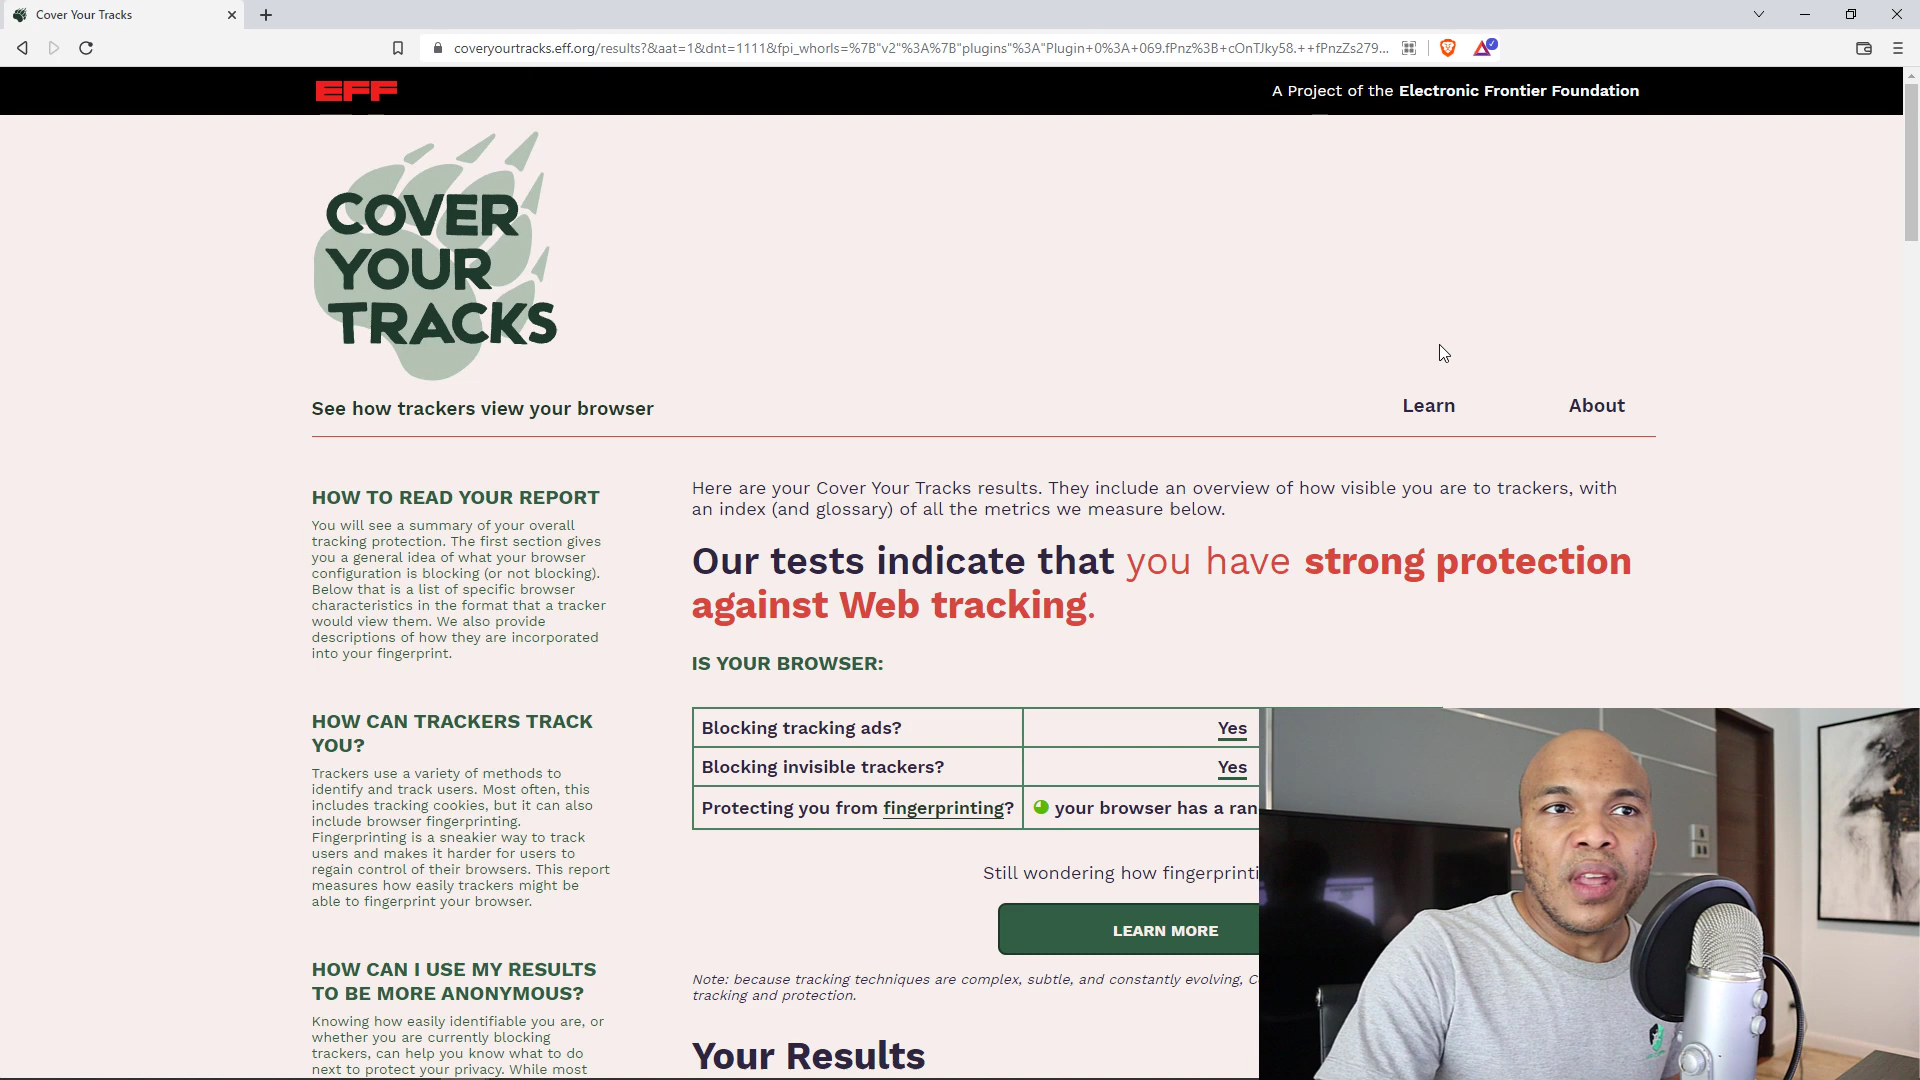 Cover Your Tracks
coveryourtracks.eff.org/results?&aat=1&dnt=1111&fpi_whorls=%7B"v2"%3A%7B"plugins"%3A"Plugin+0%3A+069.fPnz%3B+cOnTJky58.++fPnzZs279...
EFF
A Project of the Electronic Frontier Foundation
COVER
YOUR
TRACKS
See how trackers view your browser
Learn
About
HOW TO READ YOUR REPORT
You will see a summary of your overall
tracking protection. The first section gives
you a general idea of what your browser
configuration is blocking (or not blocking).
Below that is a list of specific browser
characteristics in the format that a tracker
would view them. We also provide
descriptions of how they are incorporated
into your fingerprint.
HOW CAN TRACKERS TRACK
YOU?
Trackers use a variety of methods to
identify and track users. Most often, this
includes tracking cookies, but it can also
include browser fingerprinting.
Fingerprinting is a sneakier way to track
users and makes it harder for users to
regain control of their browsers. This report
measures how easily trackers might be
able to fingerprint your browser.
HOW CAN I USE MY RESULTS
TO BE MORE ANONYMOUS?
Knowing how easily identifiable you are, or
whether you are currently blocking
trackers, can help you know what to do
next to protect your privacy. While most
Here are your Cover Your Tracks results. They include an overview of how visible you are to trackers, with
an index (and glossary) of all the metrics we measure below.
Our tests indicate that you have strong protection
against Web tracking.
IS YOUR BROWSER:
Blocking tracking ads? Yes
Blocking invisible trackers? Yes
Protecting you from fingerprinting? your browser has a ran
Still wondering how fingerprinti
LEARN MORE
Note: because tracking techniques are complex, subtle, and constantly evolving, C
tracking and protection.
Your Results